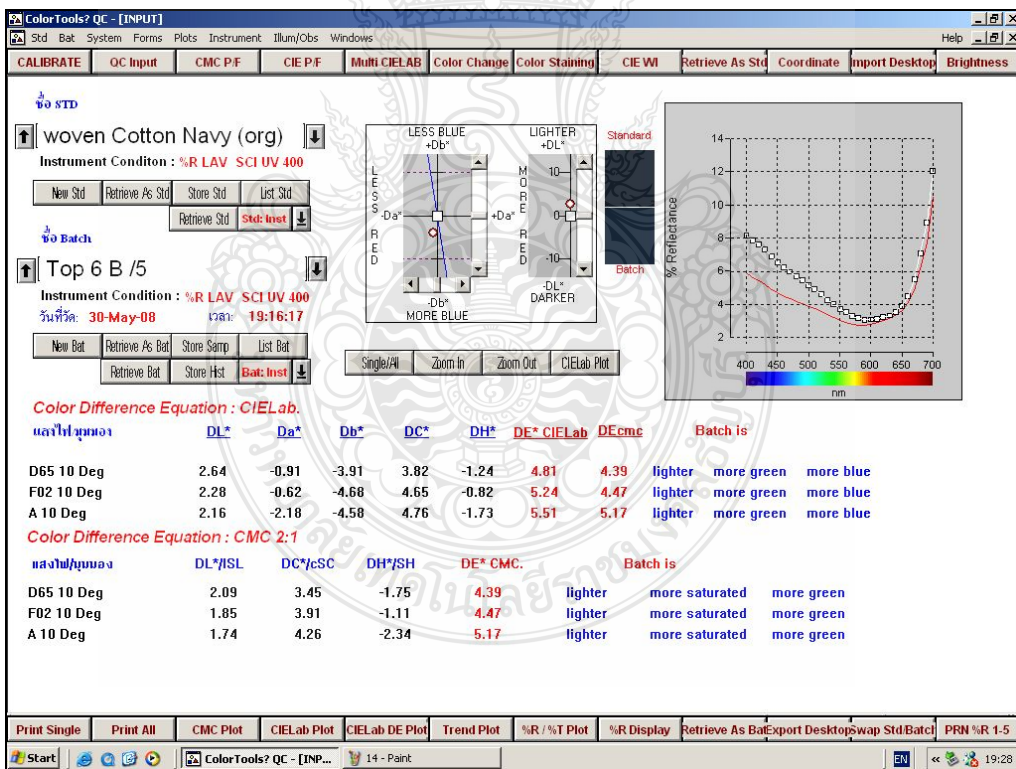 ColorTools? QC - [INPUT]
Std Bat System Forms Plots Instrument Illum/Obs Windows Help
CALIBRATE QC Input CMC P/F CIE P/F Multi CIELAB Color Change Color Staining CIE WI Retrieve As Std Coordinate Import Desktop Brightness
ชื่อ STD
woven Cotton Navy (org)
Instrument Conditon : %R LAV SCI UV 400
New Std Retrieve As Std Store Std List Std
Retrieve Std Std: Inst
ชื่อ Batch
Top 6 B /5
Instrument Condition : %R LAV SCI UV 400
วันที่วัด: 30-May-08 เวลา: 19:16:17
New Bat Retrieve As Bat Store Samp List Bat
Retrieve Bat Store Hist Bat: Inst
LESS BLUE
+Db*
LESS RED
-Da*
+Da*
MORE RED
-Db*
MORE BLUE
LIGHTER
+DL*
10
0
-10
-DL*
DARKER
Standard
Batch
Single/All Zoom In Zoom Out CIELab Plot
% Reflectance
14
12
10
8
6
4
2
400 450 500 550 600 650 700
nm
Color Difference Equation : CIELab.
แสงไฟ/มุมมอง DL* Da* Db* DC* DH* DE* CIELab DEcmc Batch is
D65 10 Deg 2.64 -0.91 -3.91 3.82 -1.24 4.81 4.39 lighter more green more blue
F02 10 Deg 2.28 -0.62 -4.68 4.65 -0.82 5.24 4.47 lighter more green more blue
A 10 Deg 2.16 -2.18 -4.58 4.76 -1.73 5.51 5.17 lighter more green more blue
Color Difference Equation : CMC 2:1
แสงไฟ/มุมมอง DL*/lSL DC*/cSC DH*/SH DE* CMC. Batch is
D65 10 Deg 2.09 3.45 -1.75 4.39 lighter more saturated more green
F02 10 Deg 1.85 3.91 -1.11 4.47 lighter more saturated more green
A 10 Deg 1.74 4.26 -2.34 5.17 lighter more saturated more green
Print Single Print All CMC Plot CIELab Plot CIELab DE Plot Trend Plot %R / %T Plot %R Display Retrieve As Bat Export Desktop Swap Std/Batch PRN %R 1-5
Start ColorTools? QC - [INP... 14 - Paint EN 19:28